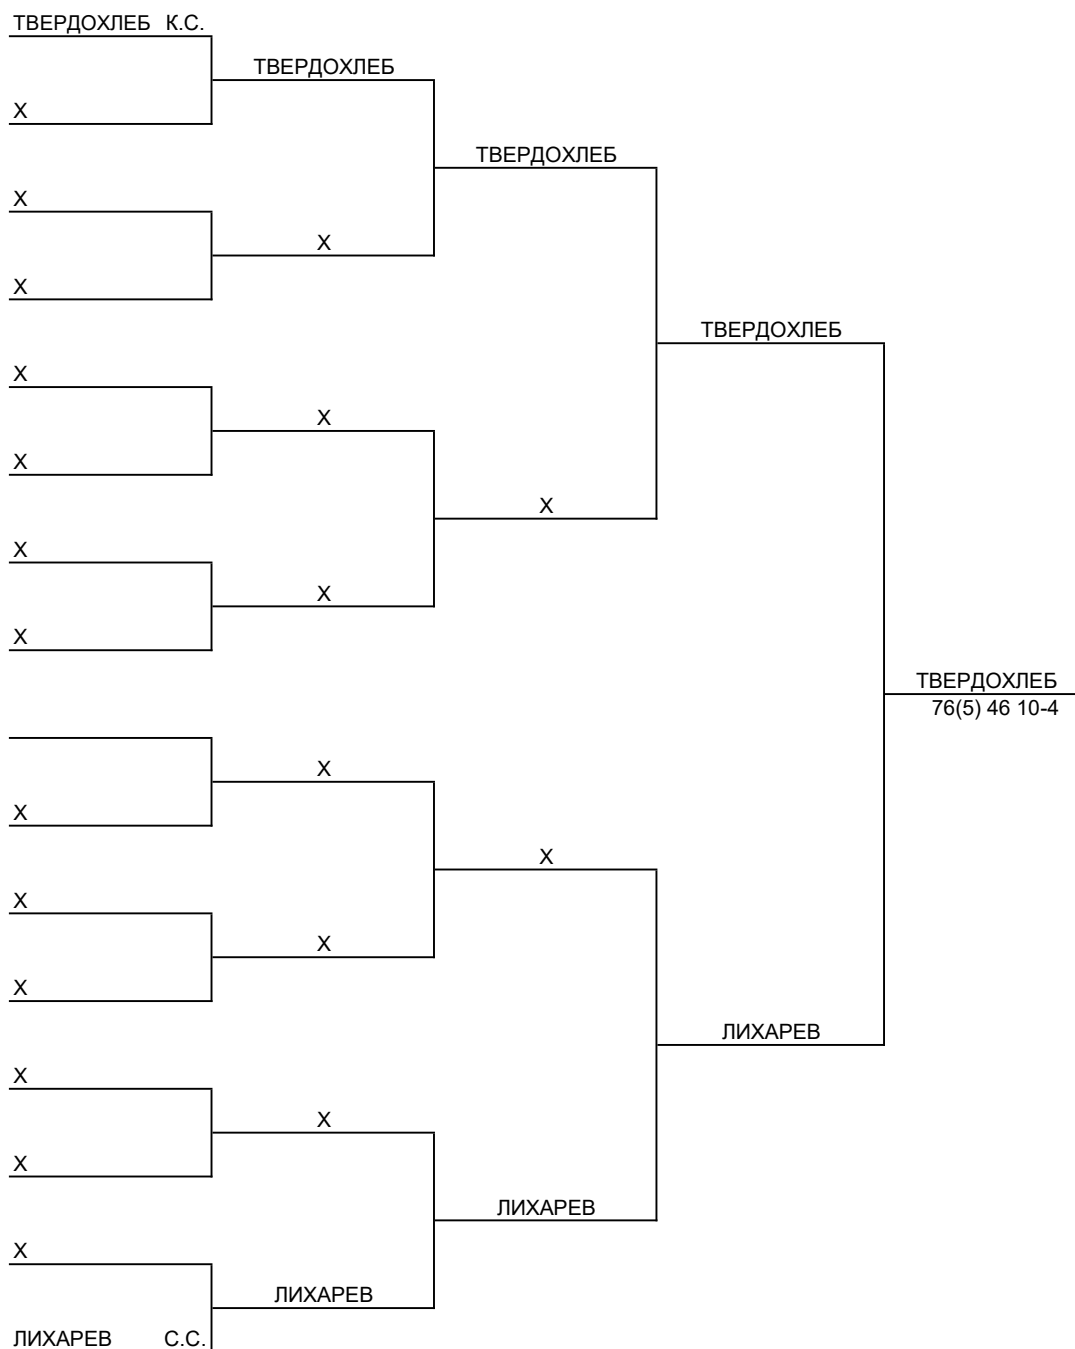 ТВЕРДОХЛЕБ К.С.
ТВЕРДОХЛЕБ
Х
ТВЕРДОХЛЕБ
Х
Х
Х
ТВЕРДОХЛЕБ
Х
Х
Х
Х
Х
Х
Х
ТВЕРДОХЛЕБ
76(5) 46 10-4
Х
Х
Х
Х
Х
Х
ЛИХАРЕВ
Х
Х
Х
ЛИХАРЕВ
Х
ЛИХАРЕВ
ЛИХАРЕВ С.С.